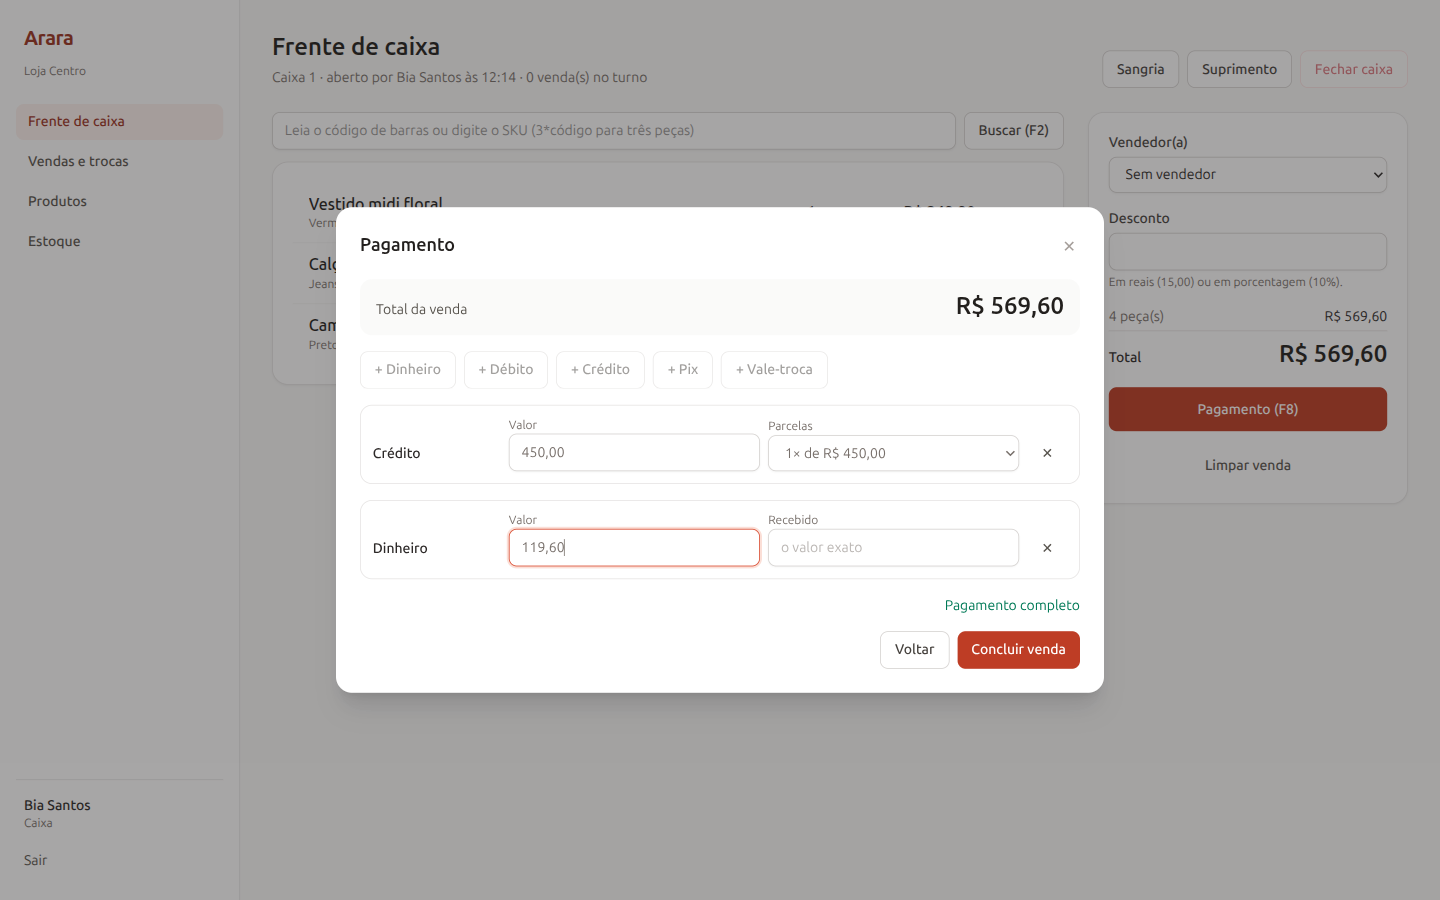 Arara
Loja Centro
Frente de caixa
Vendas e trocas
Produtos
Estoque
Bia Santos
Caixa
Sair
Frente de caixa
Caixa 1 · aberto por Bia Santos às 12:14 · 0 venda(s) no turno
Sangria
Suprimento
Fechar caixa
Leia o código de barras ou digite o SKU (3*código para três peças)
Buscar (F2)
Vestido midi floral
Vendedor(a)
Sem vendedor
Desconto
Em reais (15,00) ou em porcentagem (10%).
4 peça(s) R$ 569,60
Total R$ 569,60
Pagamento (F8)
Limpar venda
Pagamento
×
Total da venda R$ 569,60
+ Dinheiro
+ Débito
+ Crédito
+ Pix
+ Vale-troca
Valor
Parcelas
Crédito 450,00 1× de R$ 450,00 ×
Valor
Recebido
Dinheiro 119,60 o valor exato ×
Pagamento completo
Voltar
Concluir venda